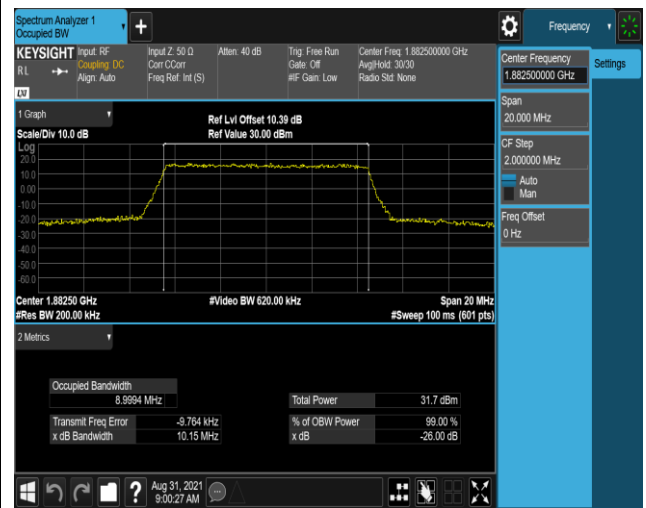 Spectrum Analyzer 1
Occupied BW
+
Frequency
KEYSIGHT
RL
LXI
Input: RF
Coupling: DC
Align: Auto
Input Z: 50 Ω
Corr CCorr
Freq Ref: Int (S)
Atten: 40 dB
Trig: Free Run
Gate: Off
#IF Gain: Low
Center Freq: 1.882500000 GHz
Avg|Hold: 30/30
Radio Std: None
Center Frequency
1.882500000 GHz
Settings
Span
20.000 MHz
CF Step
2.000000 MHz
Auto
Man
Freq Offset
0 Hz
1 Graph
Scale/Div 10.0 dB
Ref Lvl Offset 10.39 dB
Ref Value 30.00 dBm
Log
20.0
10.0
0.00
-10.0
-20.0
-30.0
-40.0
-50.0
-60.0
Center 1.88250 GHz
#Res BW 200.00 kHz
#Video BW 620.00 kHz
Span 20 MHz
#Sweep 100 ms (601 pts)
2 Metrics
Occupied Bandwidth
8.9994 MHz
Total Power 31.7 dBm
Transmit Freq Error -9.764 kHz
% of OBW Power 99.00 %
x dB Bandwidth 10.15 MHz
x dB -26.00 dB
?
Aug 31, 2021
9:00:27 AM